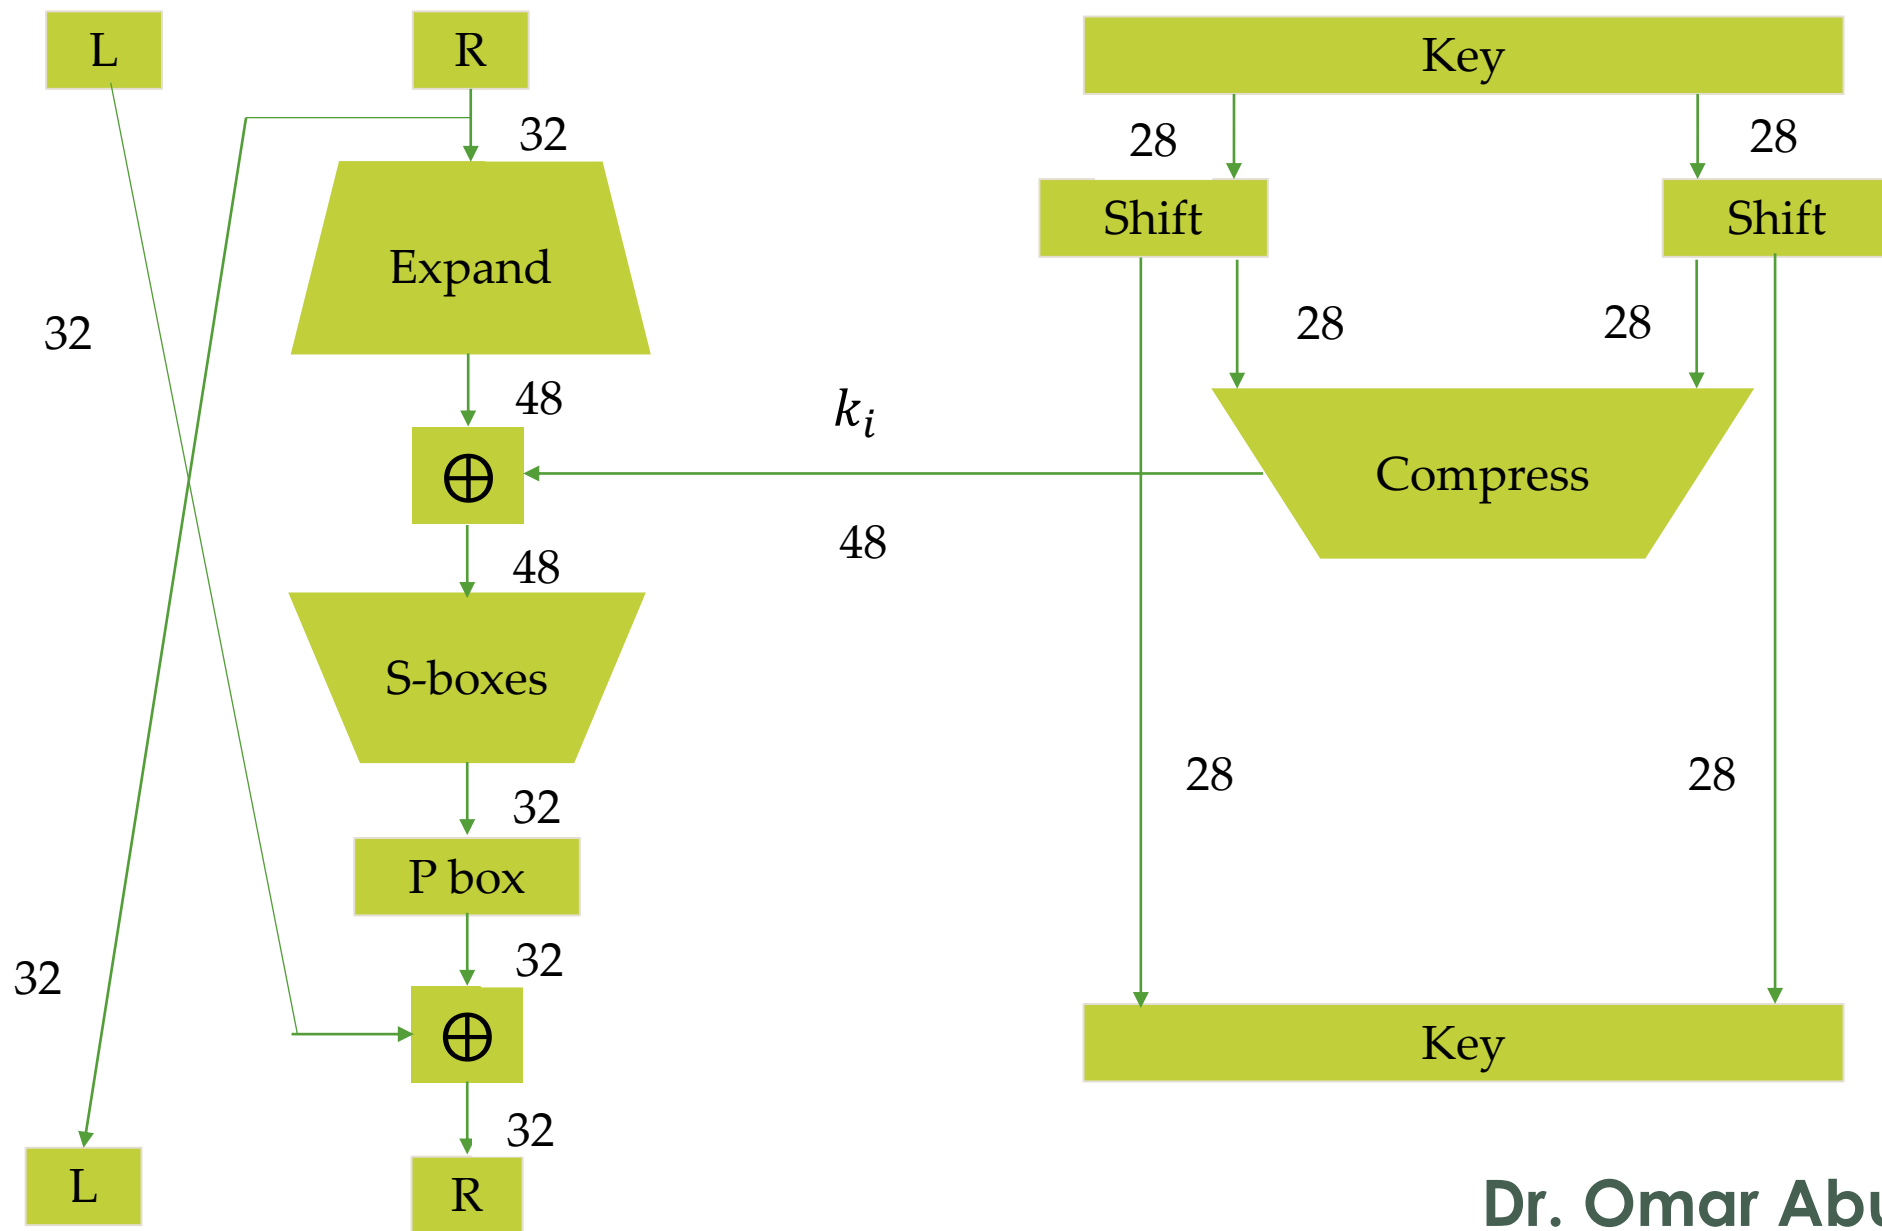 L
R
Key
32
28
28
Shift
Shift
Expand
32
28
28
48
k_i
Compress
48
48
S-boxes
28
28
32
P box
32
32
Key
32
L
R
Dr. Omar Abu